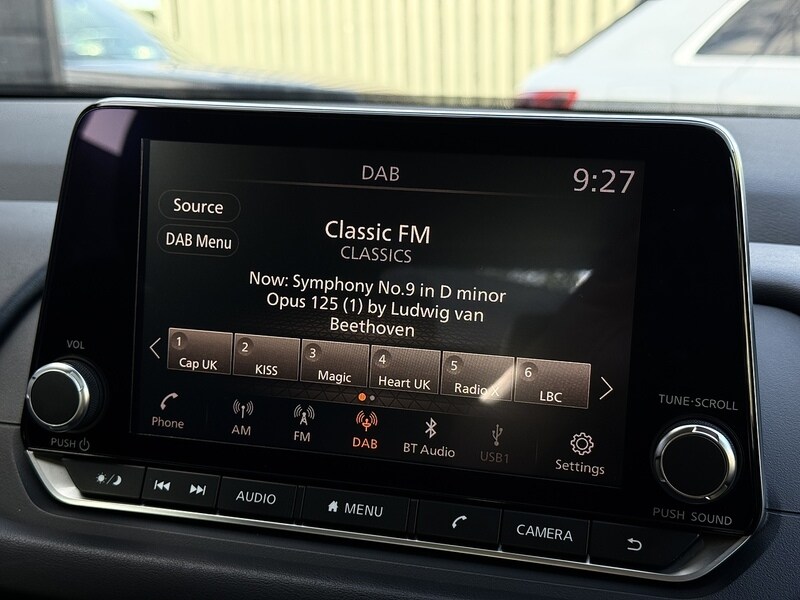 DAB
9:27
Source
DAB Menu
Classic FM
CLASSICS
Now: Symphony No.9 in D minor
Opus 125 (1) by Ludwig van
Beethoven
1 Cap UK
2 KISS
3 Magic
4 Heart UK
5 Radio X
6 LBC
Phone
AM
FM
DAB
BT Audio
USB1
Settings
VOL
PUSH
TUNE·SCROLL
PUSH SOUND
AUDIO
MENU
CAMERA